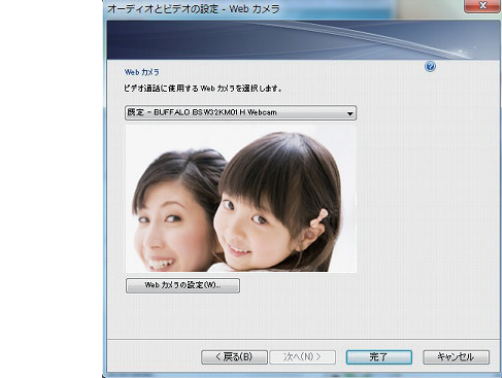 オーディオとビデオの設定 - Web カメラ
Web カメラ
ビデオ通話に使用する Web カメラを選択します。
既定 - BUFFALO BSW32KM01H Webcam
Web カメラの設定(W)...
< 戻る(B)
次へ(N) >
完了
キャンセル